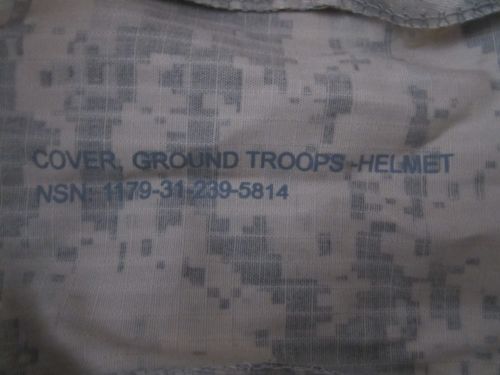 COVER, GROUND TROOPS -HELMET
NSN: 1179-31-239-5814